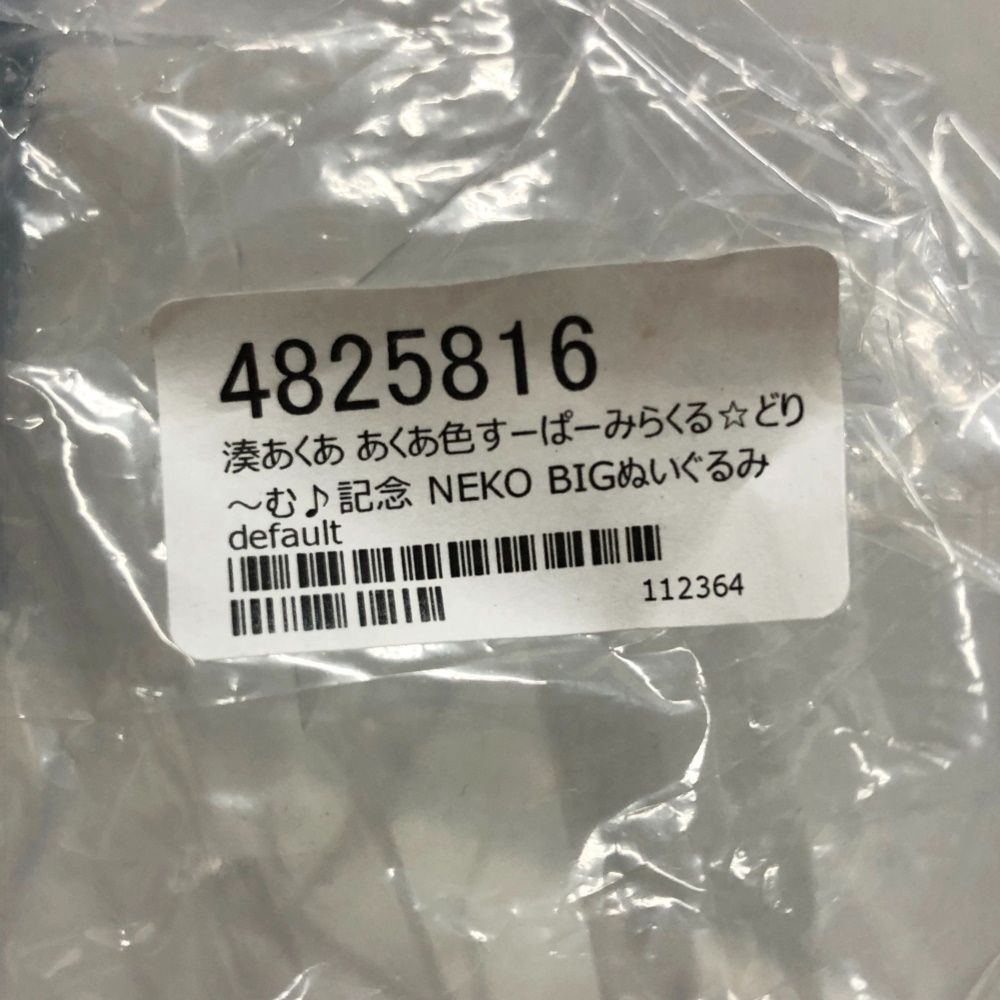 4825816
湊あくあ あくあ色すーぱーみらくる☆どり
～む♪記念 NEKO BIGぬいぐるみ
default
112364